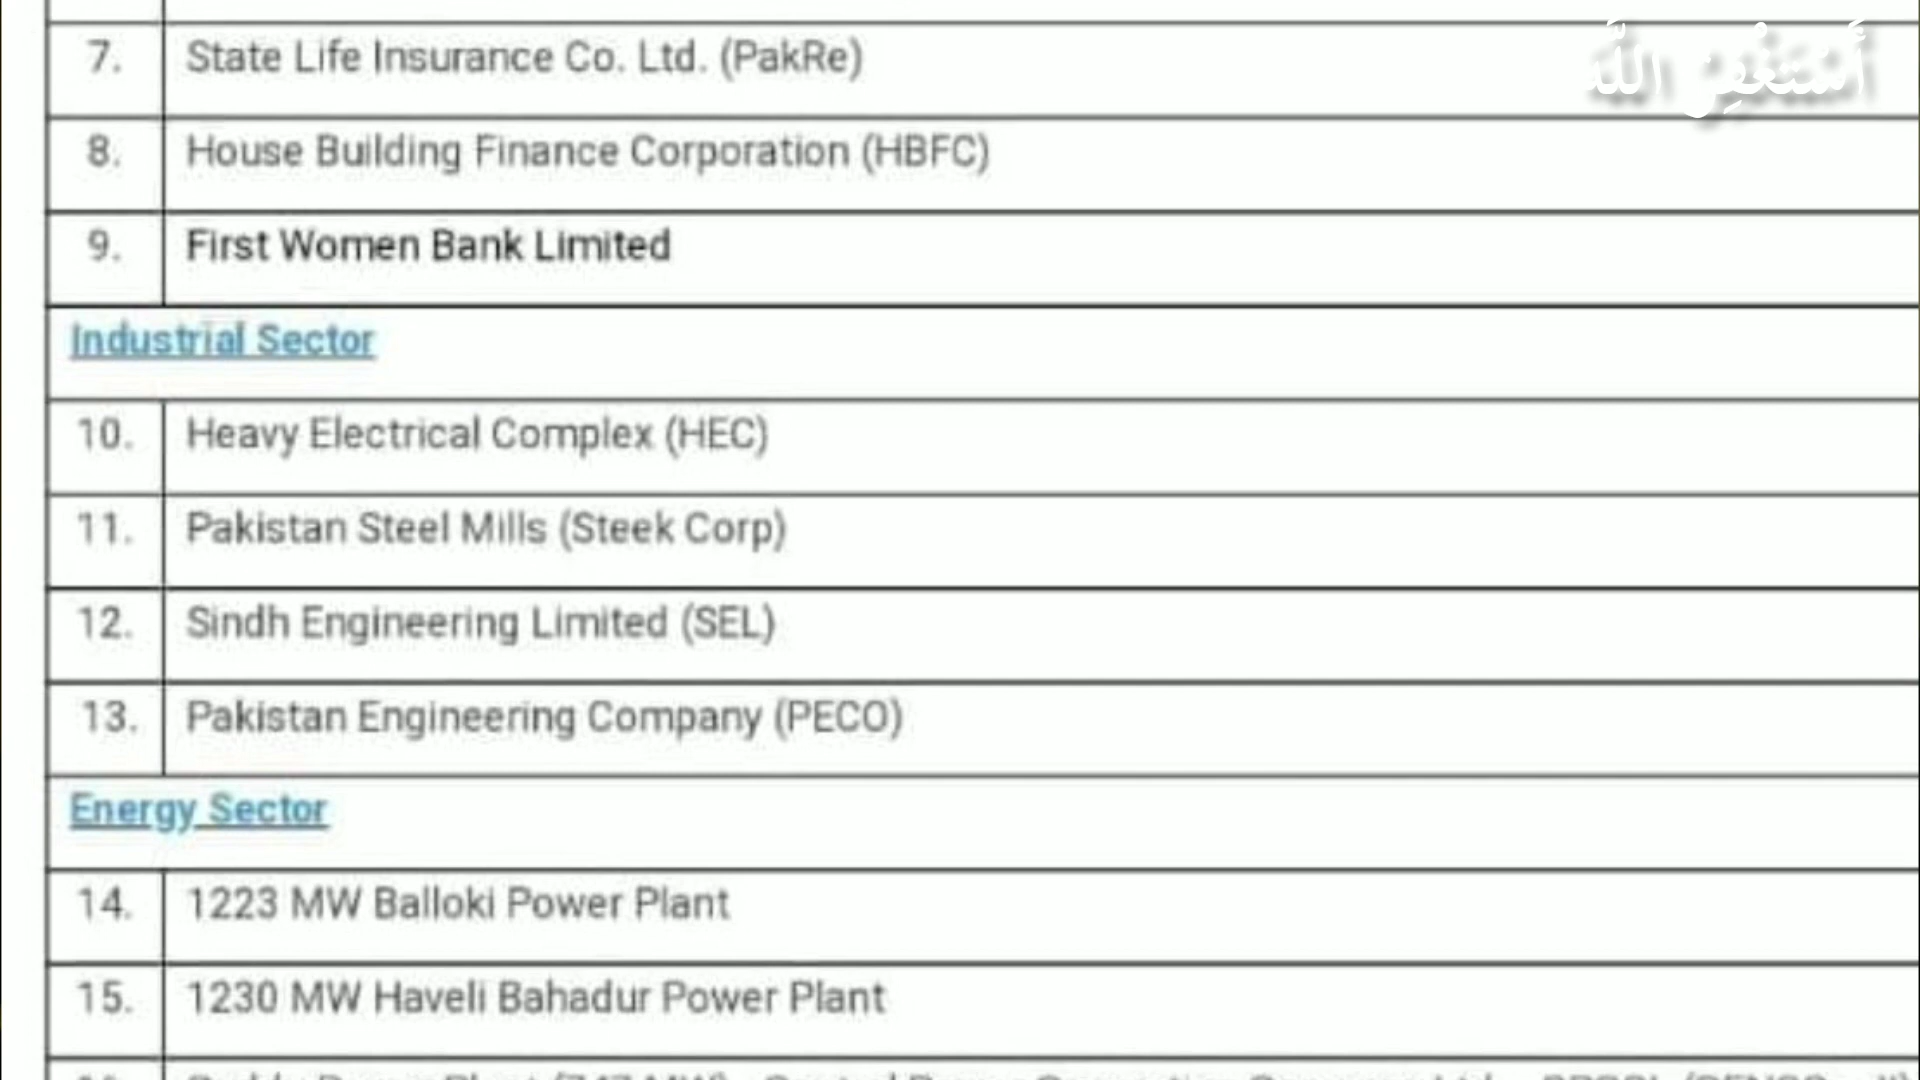 أستغفر الله
7. State Life Insurance Co. Ltd. (PakRe)
8. House Building Finance Corporation (HBFC)
9. First Women Bank Limited
Industrial Sector
10. Heavy Electrical Complex (HEC)
11. Pakistan Steel Mills (Steek Corp)
12. Sindh Engineering Limited (SEL)
13. Pakistan Engineering Company (PECO)
Energy Sector
14. 1223 MW Balloki Power Plant
15. 1230 MW Haveli Bahadur Power Plant